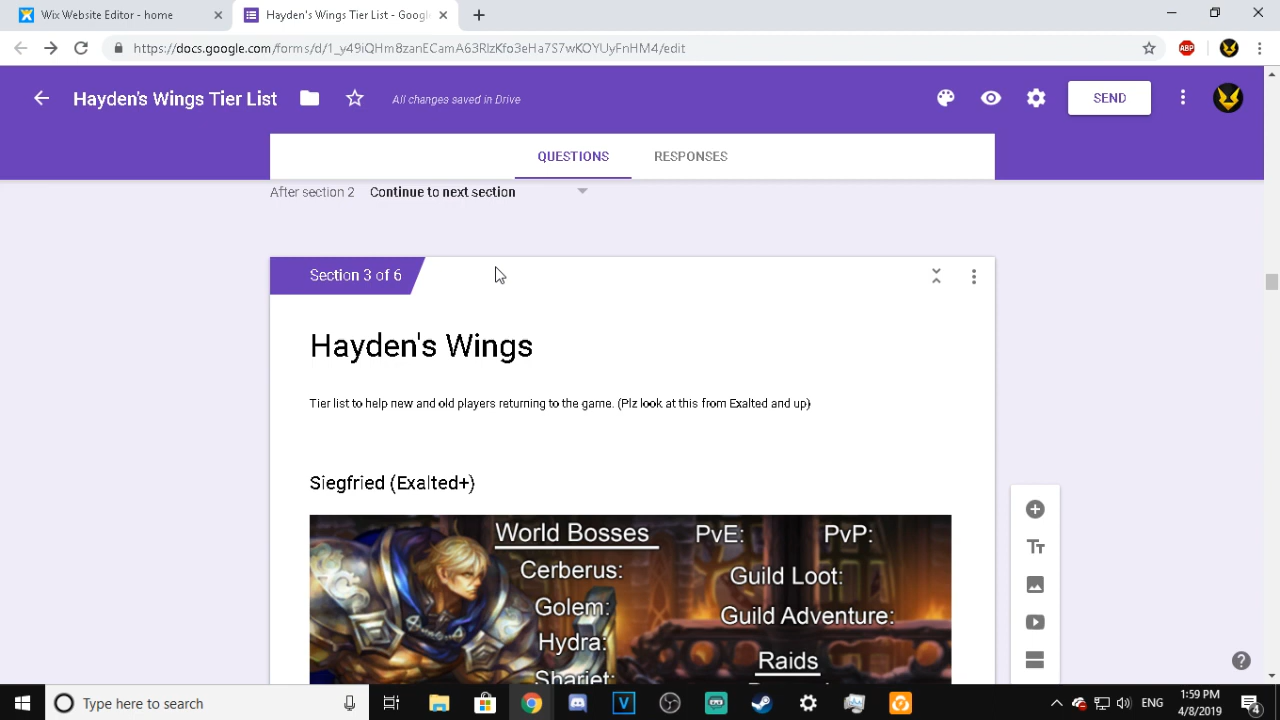 Wix Website Editor - home
Hayden's Wings Tier List - Googl
https://docs.google.com/forms/d/1_y49iQHm8zanECamA63RlzKfo3eHa7S7wKOYUyFnHM4/edit
ABP
Hayden's Wings Tier List
All changes saved in Drive
SEND
QUESTIONS
RESPONSES
After section 2 Continue to next section
Section 3 of 6
Hayden's Wings
Tier list to help new and old players returning to the game. (Plz look at this from Exalted and up)
Siegfried (Exalted+)
World Bosses
PvE:
PvP:
Cerberus:
Guild Loot:
Golem:
Guild Adventure:
Hydra:
Raids
Sharjet:
Type here to search
ENG
1:59 PM
4/8/2019
4